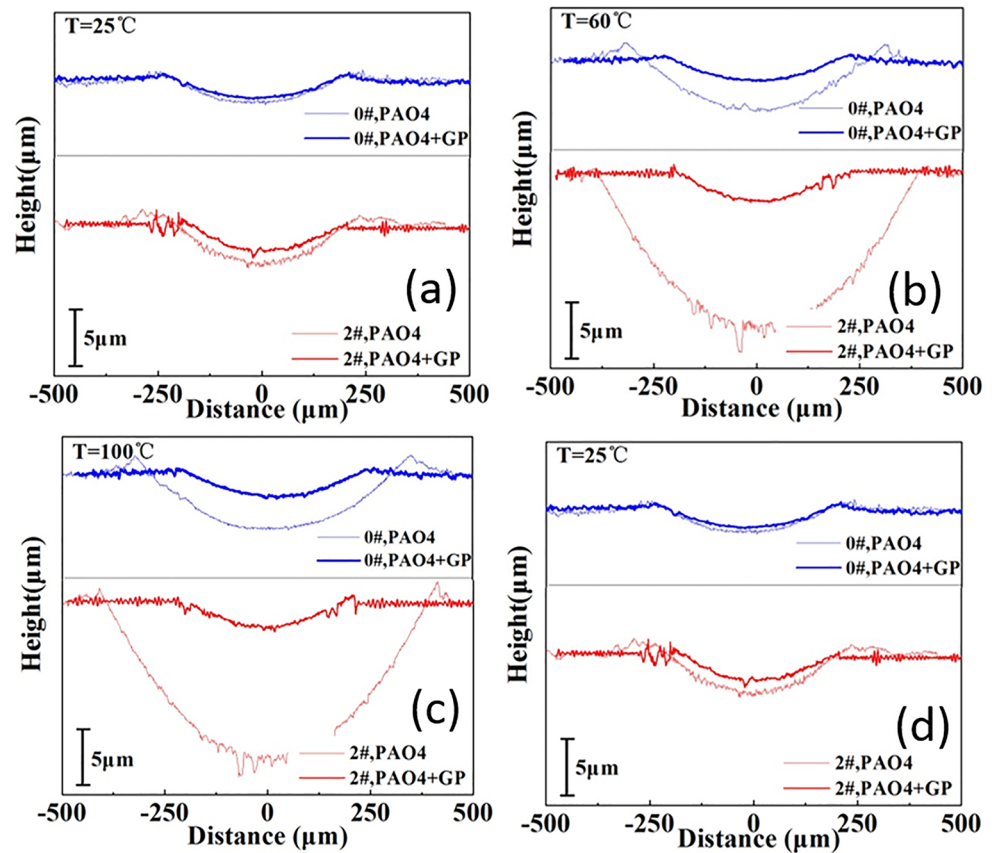 T=25℃
0#,PAO4
0#,PAO4+GP
Height(μm)
(a)
5μm
2#,PAO4
2#,PAO4+GP
-500 -250 0 250 500
Distance (μm)
T=60℃
0#,PAO4
0#,PAO4+GP
Height(μm)
(b)
5μm
2#,PAO4
2#,PAO4+GP
-500 -250 0 250 500
Distance (μm)
T=100℃
0#,PAO4
0#,PAO4+GP
Height(μm)
(c)
5μm
2#,PAO4
2#,PAO4+GP
-500 -250 0 250 500
Distance (μm)
T=25℃
0#,PAO4
0#,PAO4+GP
Height(μm)
(d)
5μm
2#,PAO4
2#,PAO4+GP
-500 -250 0 250 500
Distance (μm)